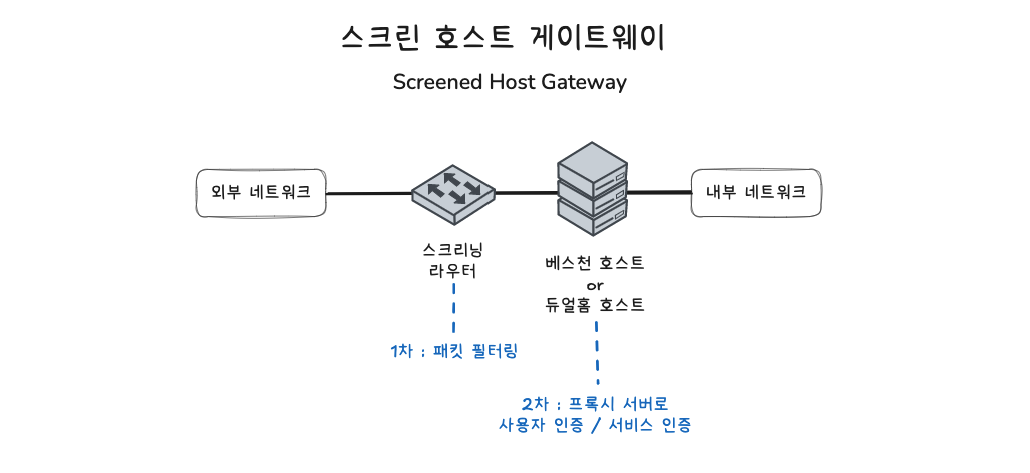 스크린 호스트 게이트웨이
Screened Host Gateway
외부 네트워크
내부 네트워크
스크리닝
라우터
베스천 호스트
or
듀얼홈 호스트
1차 : 패킷 필터링
2차 : 프록시 서버로
사용자 인증 / 서비스 인증